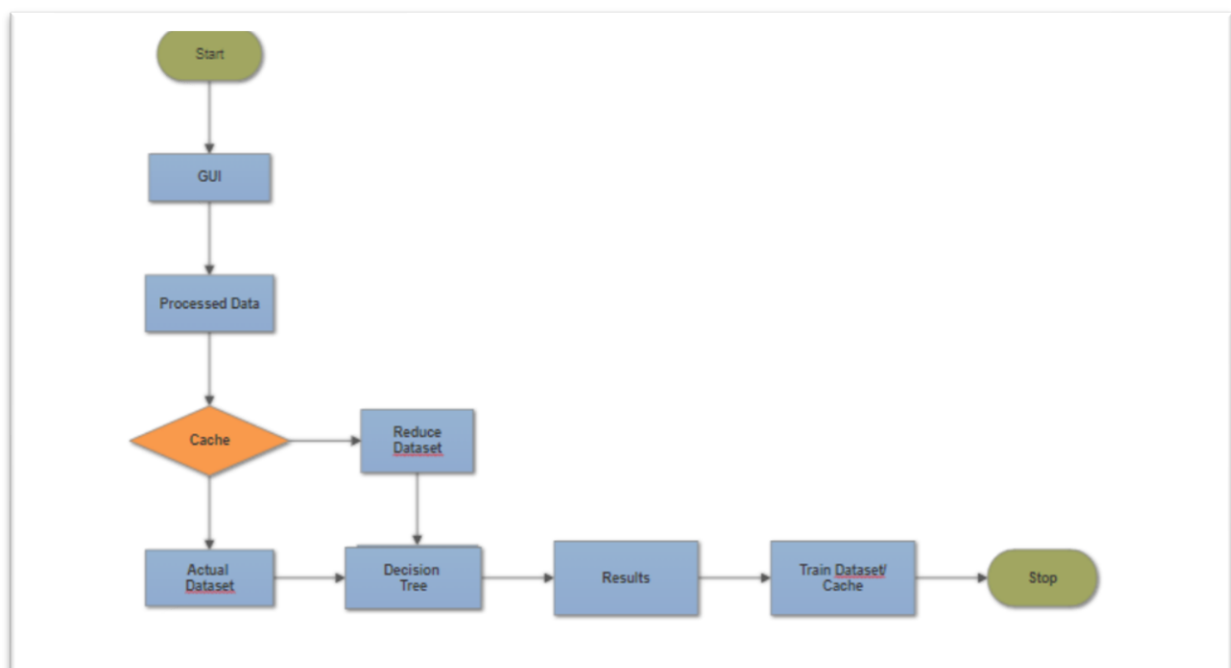 Start
GUI
Processed Data
Cache
Reduce
Dataset
Actual
Dataset
Decision
Tree
Results
Train Dataset/
Cache
Stop